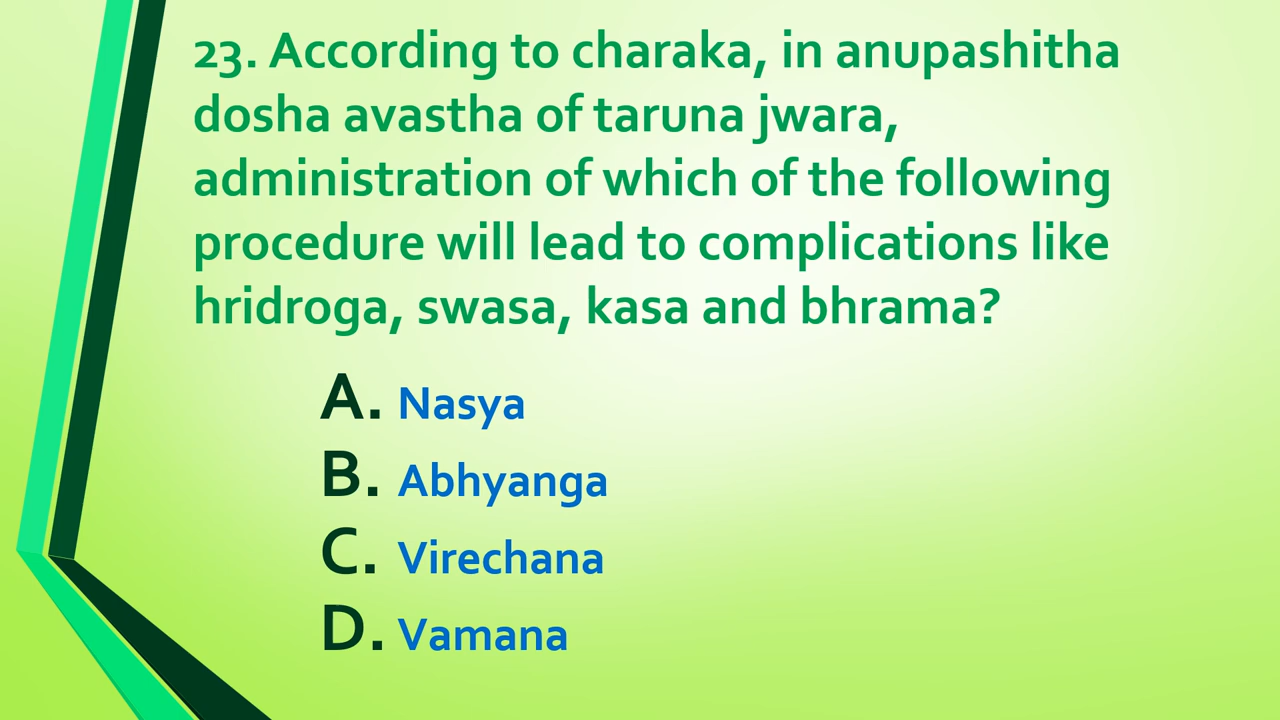 23. According to charaka, in anupashitha
dosha avastha of taruna jwara,
administration of which of the following
procedure will lead to complications like
hridroga, swasa, kasa and bhrama?
A. Nasya
B. Abhyanga
C. Virechana
D. Vamana